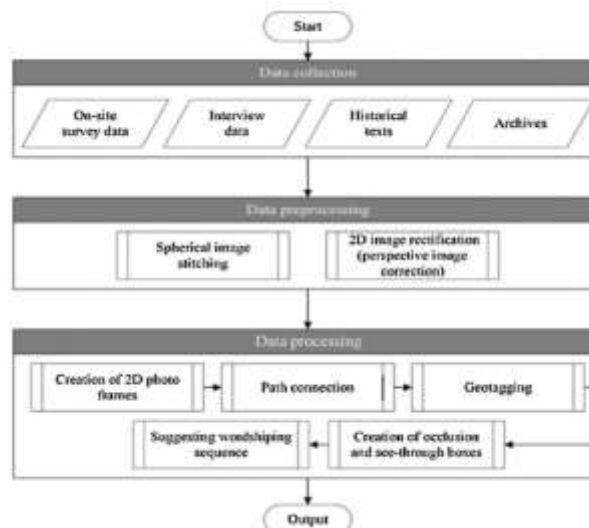 Start
Data collection
On-site
survey data
Interview
data
Historical
texts
Archives
Data preprocessing
Spherical image
stitching
2D image rectification
(perspective image
correction)
Data processing
Creation of 2D photo
frames
Path connection
Geotagging
Suggesting wordshiping
sequence
Creation of occlusion
and see-through boxes
Output